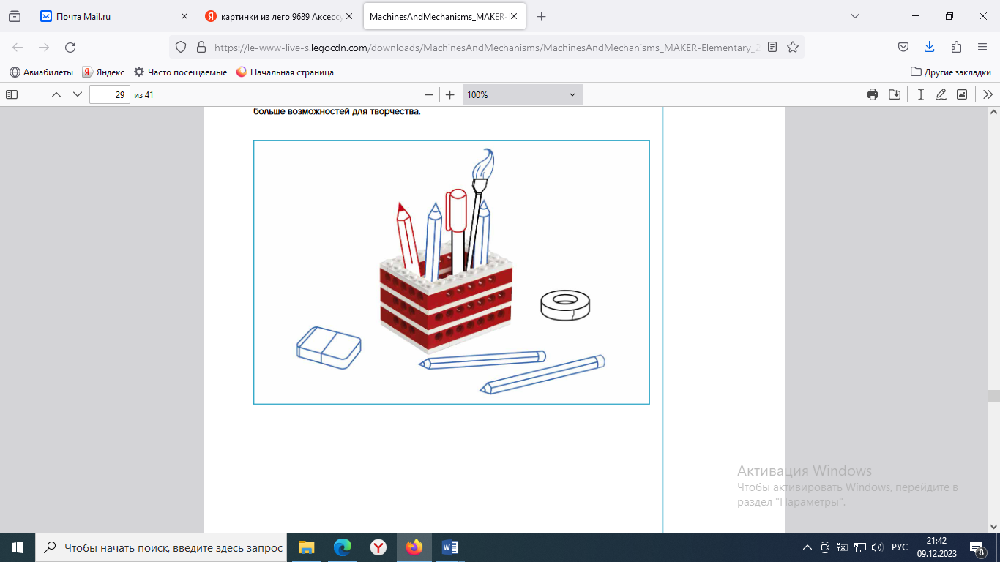 Почта Mail.ru
картинки из лего 9689 Аксессу
MachinesAndMechanisms_MAKER-
https://le-www-live-s.legocdn.com/downloads/MachinesAndMechanisms/MachinesAndMechanisms_MAKER-Elementary_2
Авиабилеты
Яндекс
Часто посещаемые
Начальная страница
Другие закладки
29 из 41
100%
больше возможностей для творчества.
Активация Windows
Чтобы активировать Windows, перейдите в
раздел "Параметры".
Чтобы начать поиск, введите здесь запрос
РУС
21:42
09.12.2023
8